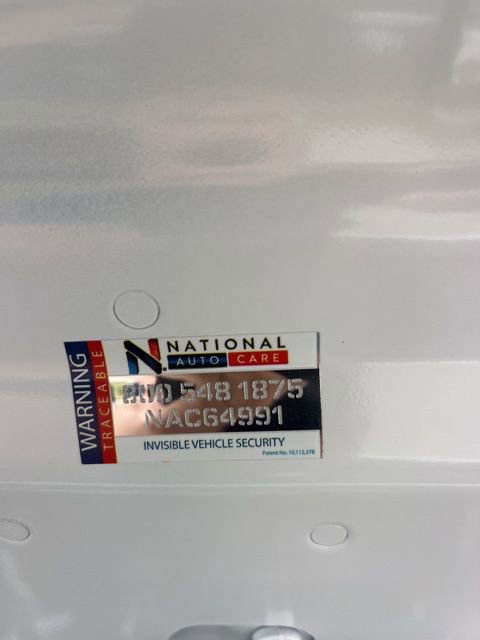 WARNING
TRACEABLE
N. NATIONAL
AUTO CARE
800 548 1875
NAC64991
INVISIBLE VEHICLE SECURITY
Patent No. 10,112,378